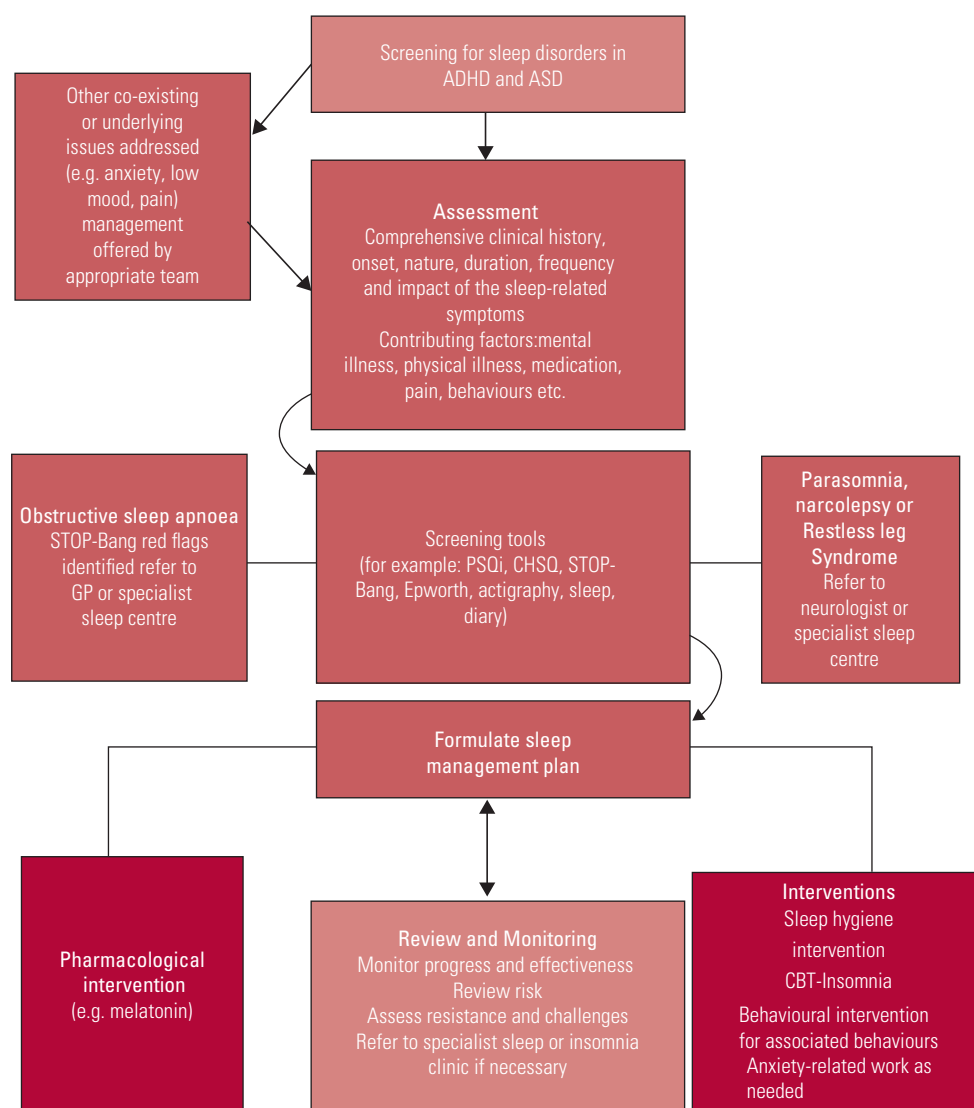 Screening for sleep disorders in
ADHD and ASD
Other co-existing
or underlying
issues addressed
(e.g. anxiety, low
mood, pain)
management
offered by
appropriate team
Assessment
Comprehensive clinical history,
onset, nature, duration, frequency
and impact of the sleep-related
symptoms
Contributing factors:mental
illness, physical illness, medication,
pain, behaviours etc.
Obstructive sleep apnoea
STOP-Bang red flags
identified refer to
GP or specialist
sleep centre
Screening tools
(for example: PSQi, CHSQ, STOP-
Bang, Epworth, actigraphy, sleep,
diary)
Parasomnia,
narcolepsy or
Restless leg
Syndrome
Refer to
neurologist or
specialist sleep
centre
Formulate sleep
management plan
Pharmacological
intervention
(e.g. melatonin)
Review and Monitoring
Monitor progress and effectiveness
Review risk
Assess resistance and challenges
Refer to specialist sleep or insomnia
clinic if necessary
Interventions
Sleep hygiene
intervention
CBT-Insomnia
Behavioural intervention
for associated behaviours
Anxiety-related work as
needed